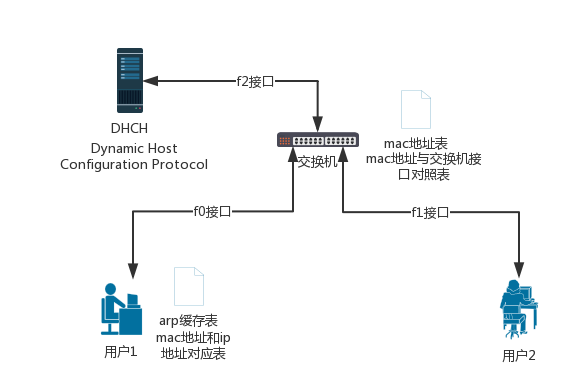 f2接口
DHCH
Dynamic Host
Configuration Protocol
交换机
mac地址表
mac地址与交换机接
口对照表
f0接口
f1接口
arp缓存表
mac地址和ip
地址对应表
用户1
用户2